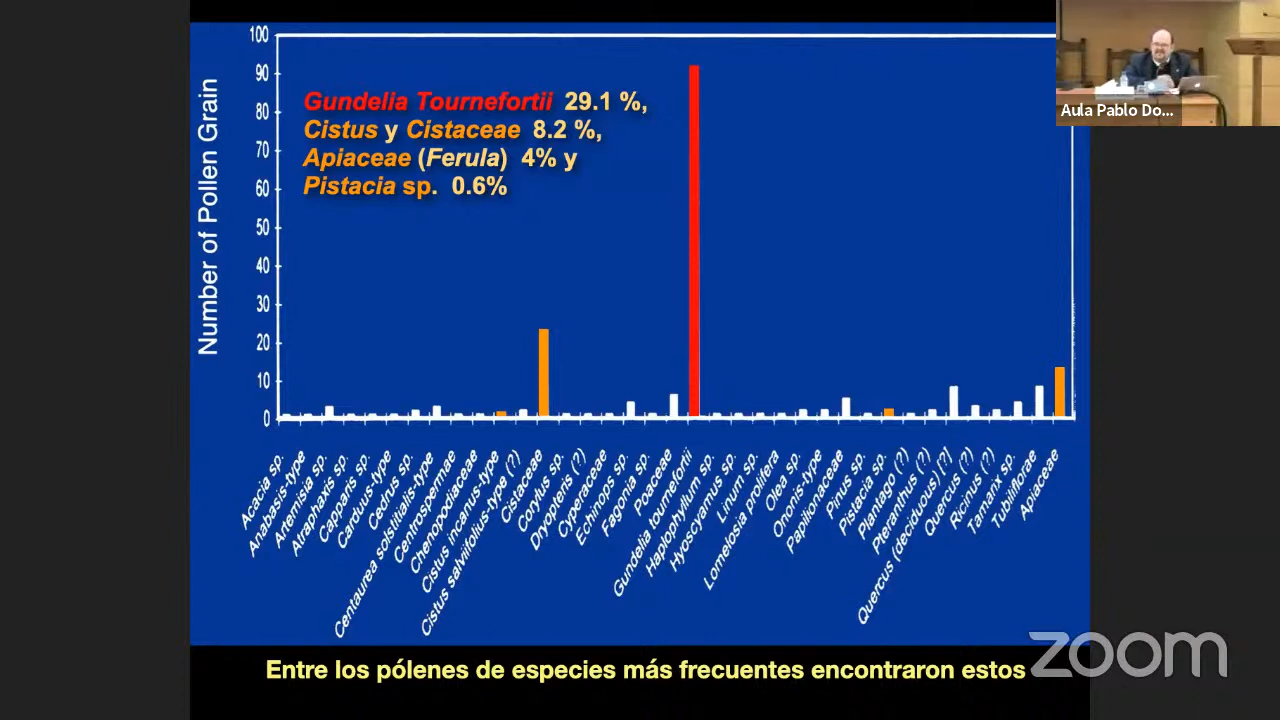 100
90
80
70
60
50
40
30
20
10
0
Number of Pollen Grain
Gundelia Tournefortii 29.1 %,
Cistus y Cistaceae 8.2 %,
Apiaceae (Ferula) 4% y
Pistacia sp. 0.6%
Aula Pablo Do...
Acacia sp.
Anabasis-type
Artemisia sp.
Atraphaxis sp.
Capparis sp.
Carduus-type
Cedrus sp.
Centaurea solstitialis-type
Centrospermae
Chenopodiaceae
Cistus incanus-type
Cistus salviifolius-type (?)
Cistaceae
Corylus sp.
Dryopteris (?)
Cyperaceae
Echinops sp.
Fagonia sp.
Poaceae
Gundelia tournefortii
Haplophyllum sp.
Hyoscyamus sp.
Linum sp.
Lomelosia prolifera
Olea sp.
Ononis-type
Papilionaceae
Pinus sp.
Pistacia sp.
Plantago (?)
Pteranthus (?)
Quercus (deciduous) (?)
Quercus (?)
Ricinus (?)
Tamarix sp.
Tubiliflorae
Apiaceae
Entre los pólenes de especies más frecuentes encontraron estos
zoom